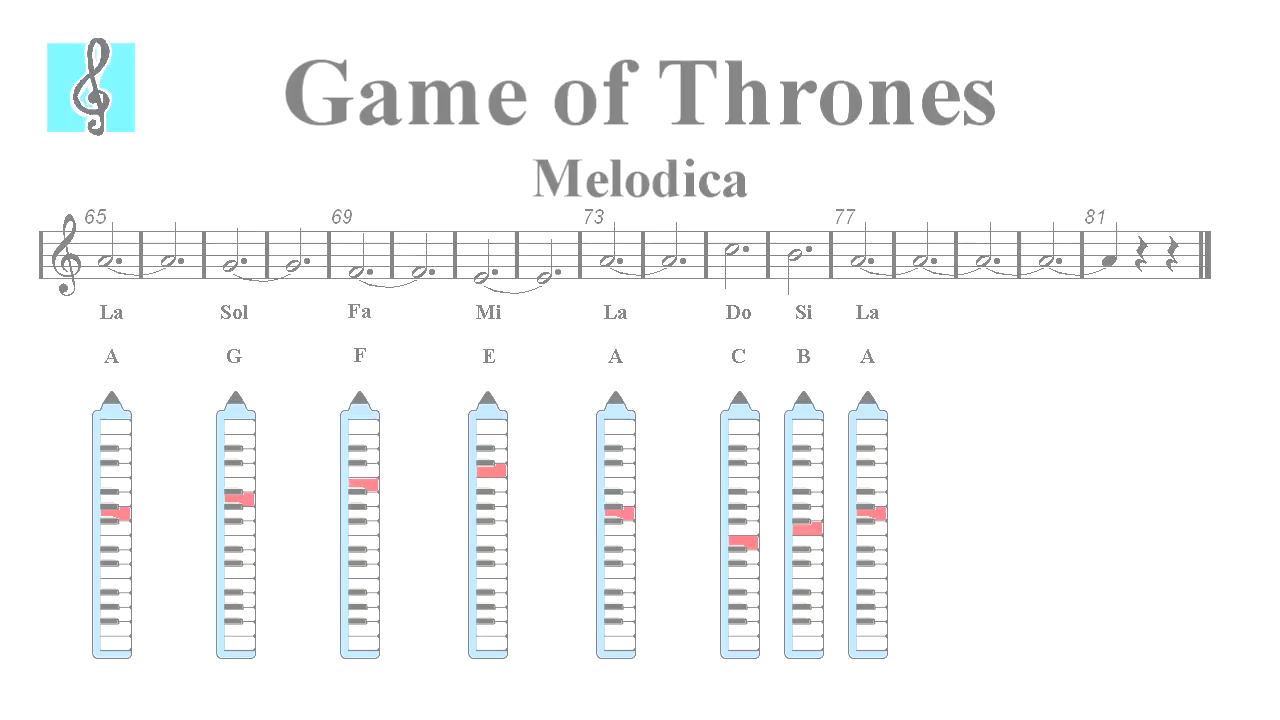 Game of Thrones
Melodica
65 69 73 77 81
La Sol Fa Mi La Do Si La
A G F E A C B A